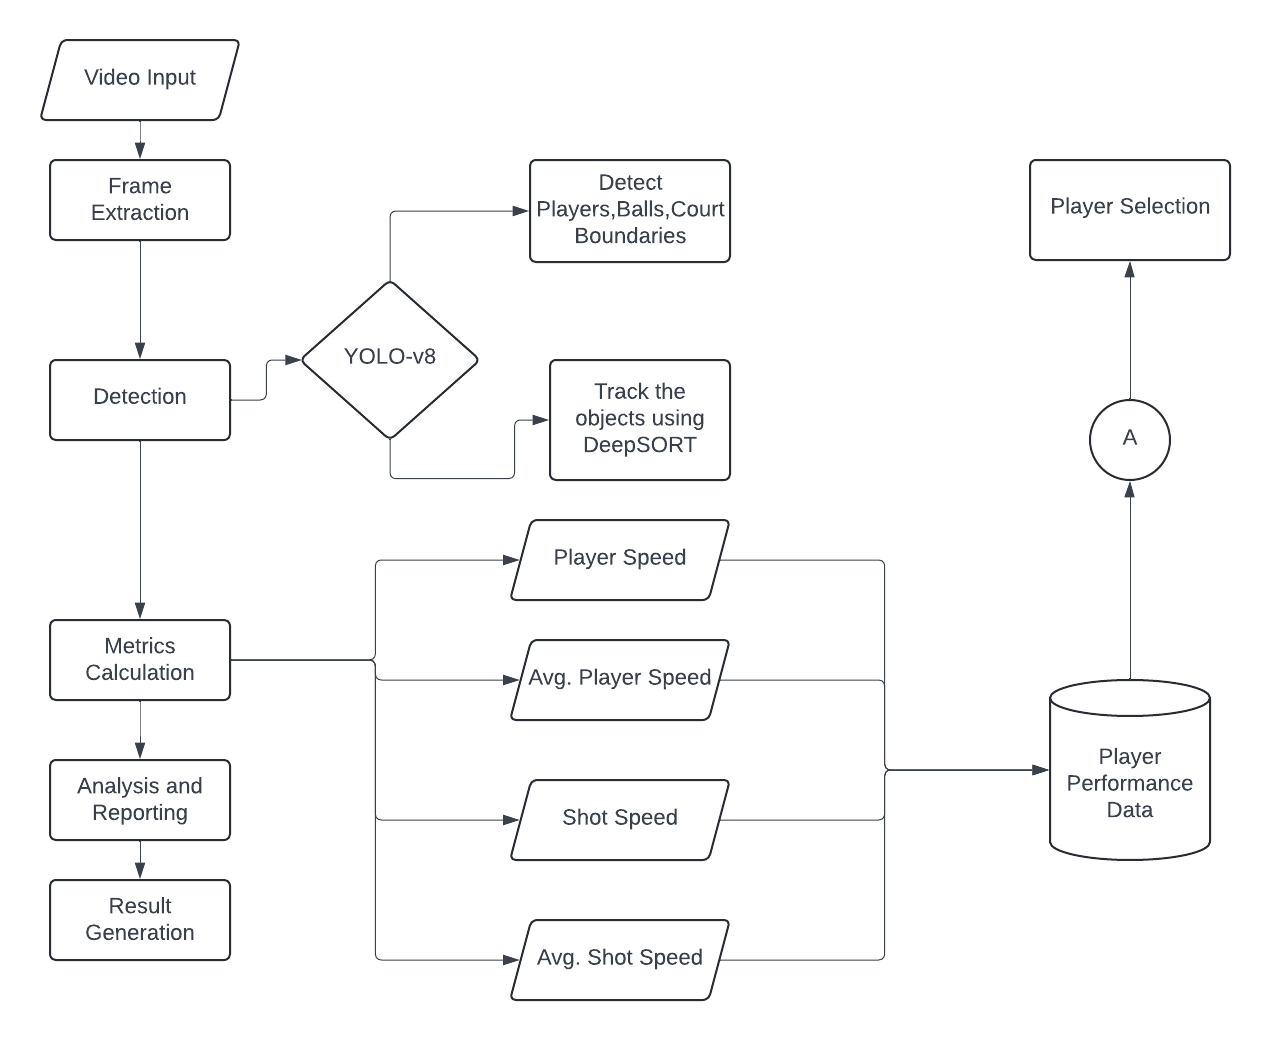 Video Input
Frame
Extraction
Detect
Players,Balls,Court
Boundaries
Player Selection
YOLO-v8
Detection
Track the
objects using
DeepSORT
A
Player Speed
Metrics
Calculation
Avg. Player Speed
Analysis and
Reporting
Shot Speed
Player
Performance
Data
Result
Generation
Avg. Shot Speed